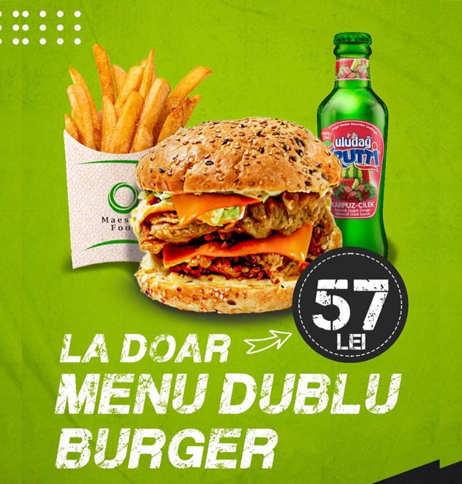 Maes
Foo
uludağ
FRUTTI
KARPUZ-ÇİLEK
57
LEI
LA DOAR
MENU DUBLU
BURGER